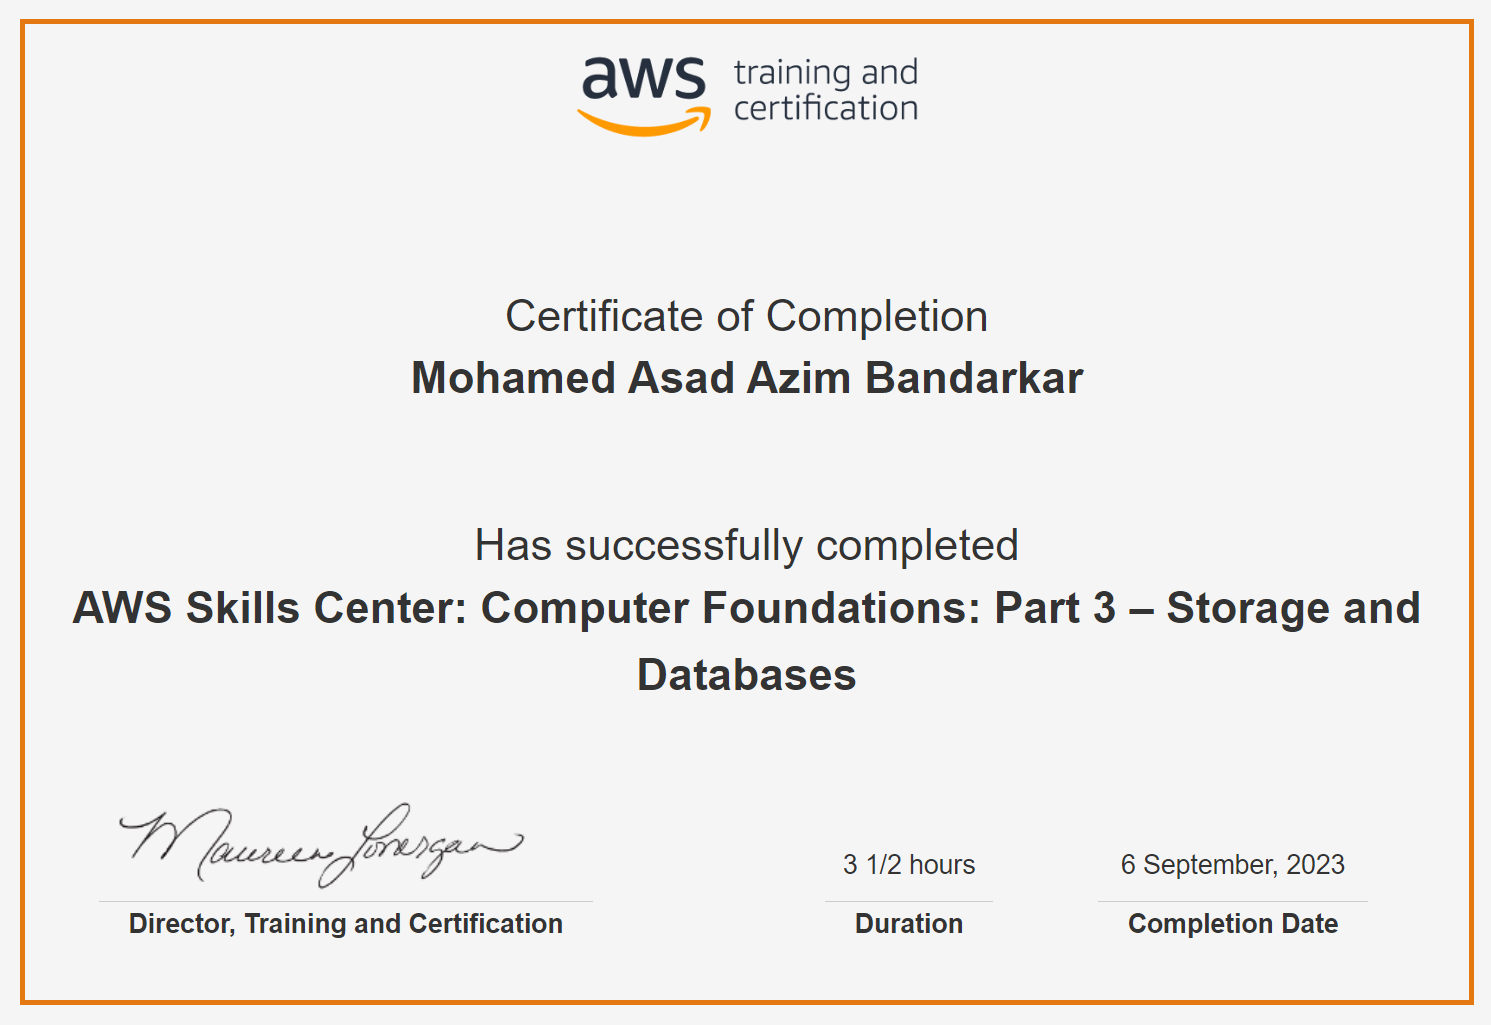 aws training and
certification
Certificate of Completion
Mohamed Asad Azim Bandarkar
Has successfully completed
AWS Skills Center: Computer Foundations: Part 3 – Storage and
Databases
Maureen Lonergan
3 1/2 hours
6 September, 2023
Director, Training and Certification
Duration
Completion Date